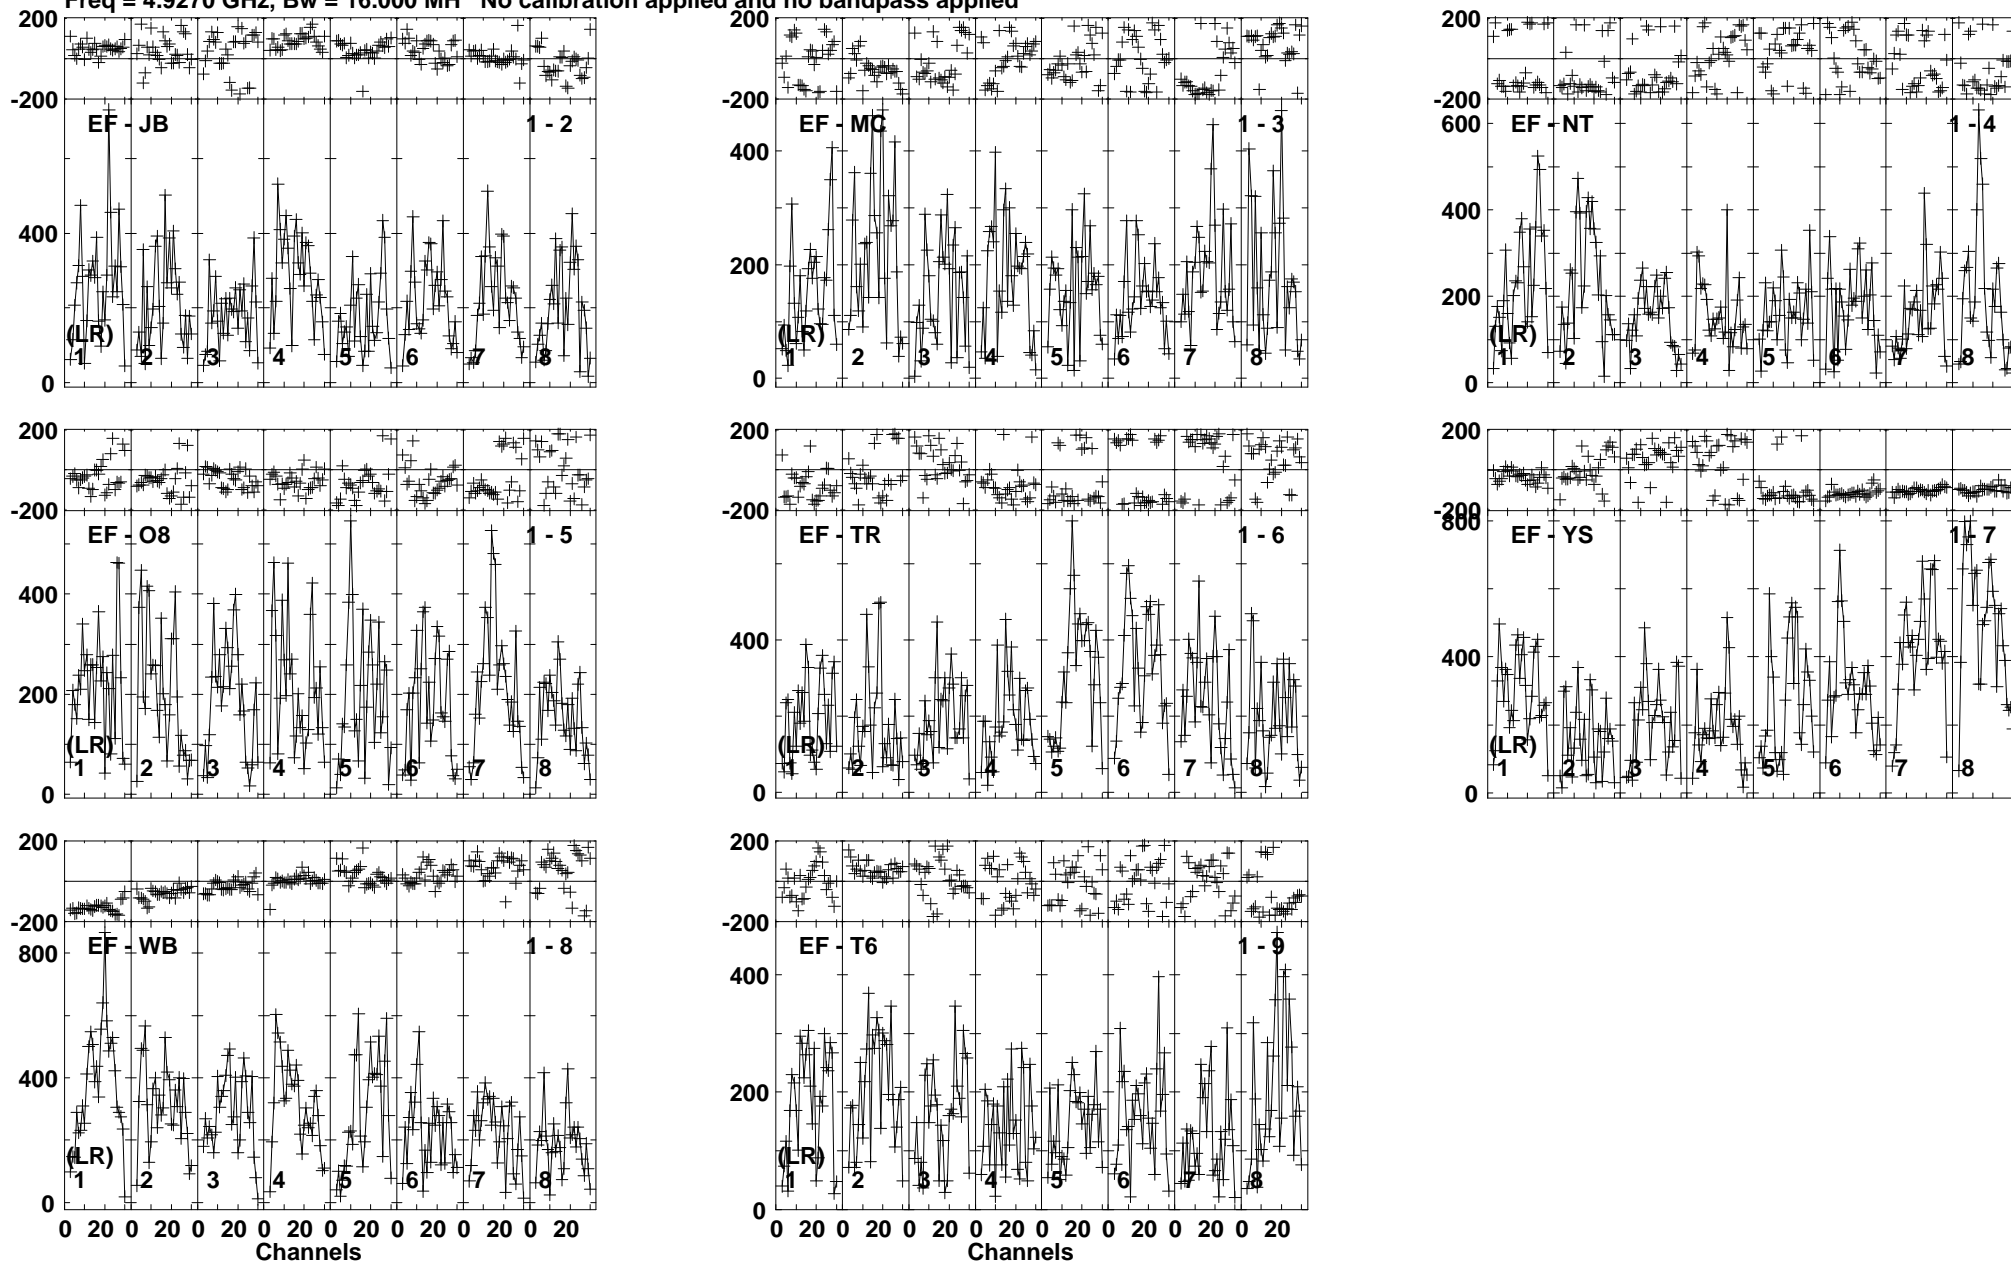 Freq = 4.9270 GHz, Bw = 16.000 MH No calibration applied and no bandpass applied
200 200 200
-200 -200 -200
EF - JB 1 - 2 EF - MC 1 - 3 EF - NT 1 - 4
600
400 400 400
200 200
(LR) (LR) (LR)
1 2 3 4 5 6 7 8 1 2 3 4 5 6 7 8 1 2 3 4 5 6 7 8
0 0 0
200 200 200
-200 -200 -200
800
EF - O8 1 - 5 EF - TR 1 - 6 EF - YS 1 - 7
400 400 400
200
(LR) (LR) (LR)
1 2 3 4 5 6 7 8 1 2 3 4 5 6 7 8 1 2 3 4 5 6 7 8
0 0 0
200 200
-200 -200
EF - WB 1 - 8 EF - T6 1 - 9
800 400
400 200
(LR) (LR)
1 2 3 4 5 6 7 8 1 2 3 4 5 6 7 8
0 0
0 20 0 20 0 20 0 20 0 20 0 20 0 20 0 20 0 20 0 20 0 20 0 20 0 20 0 20 0 20 0 20
Channels Channels